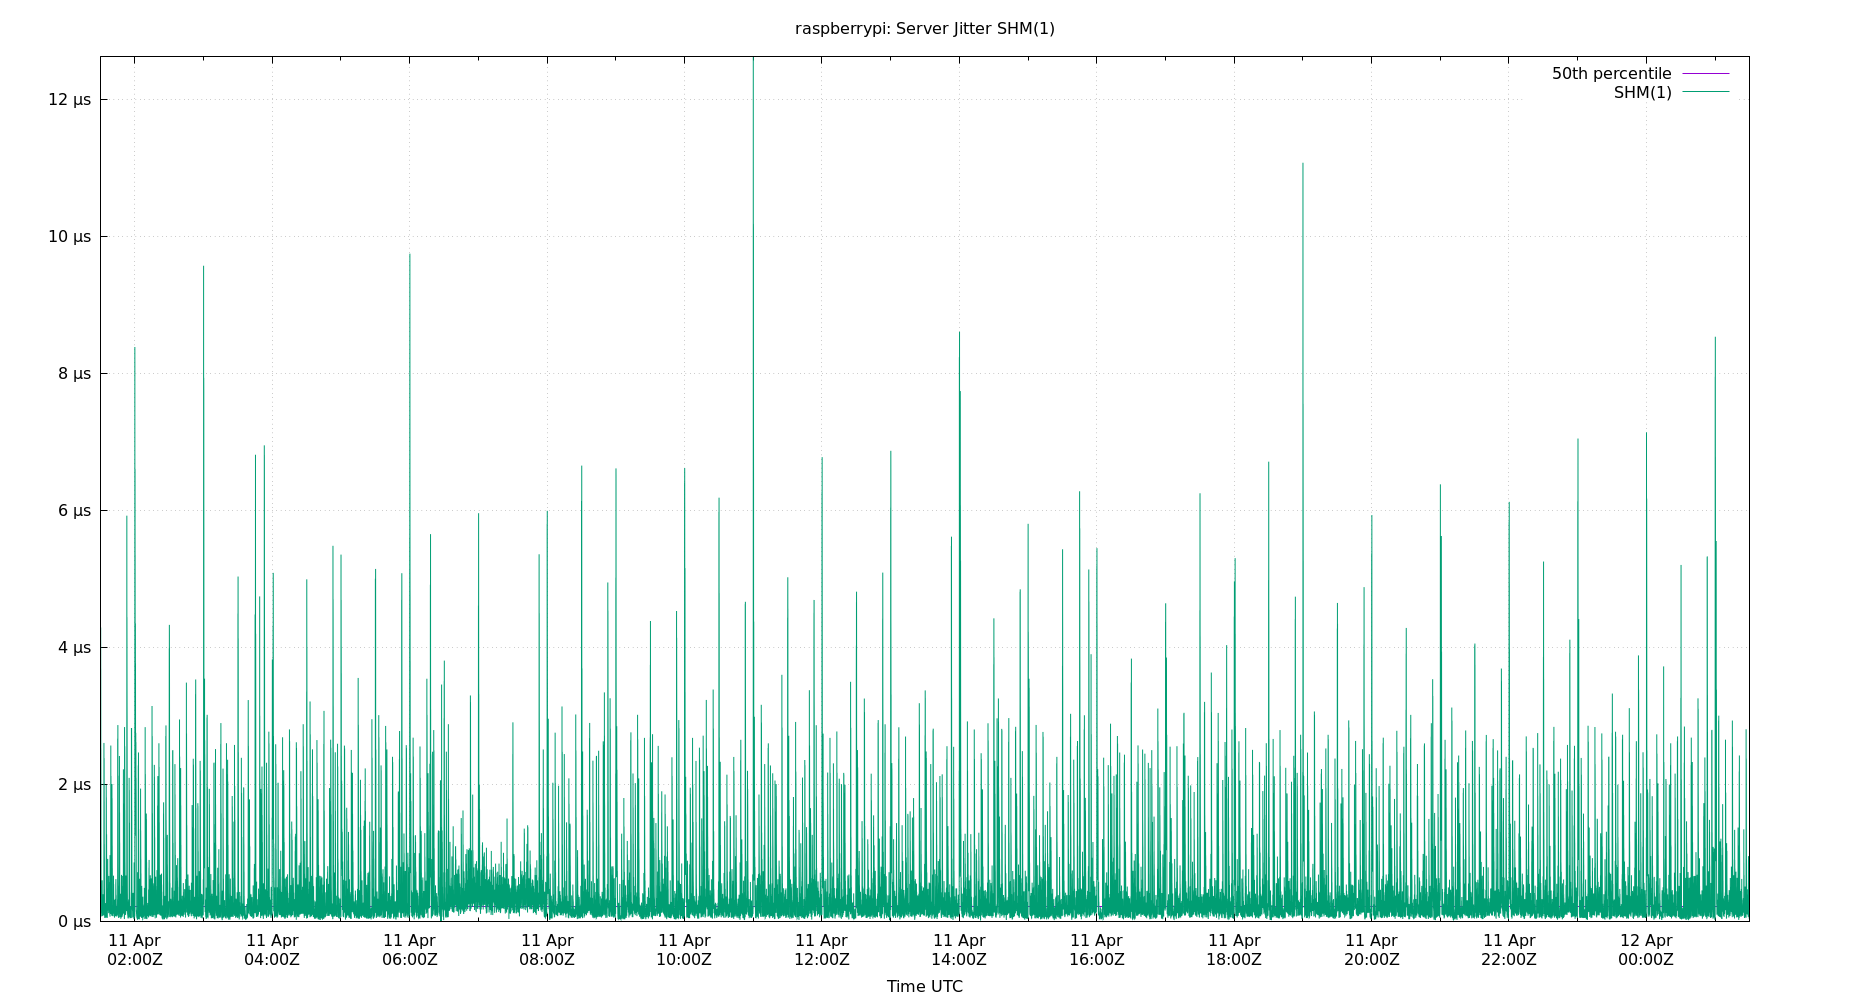 raspberrypi: Server Jitter SHM(1)
50th percentile
SHM(1)
12 µs
10 µs
8 µs
6 µs
4 µs
2 µs
0 µs
11 Apr 11 Apr 11 Apr 11 Apr 11 Apr 11 Apr 11 Apr 11 Apr 11 Apr 11 Apr 11 Apr 12 Apr
02:00Z 04:00Z 06:00Z 08:00Z 10:00Z 12:00Z 14:00Z 16:00Z 18:00Z 20:00Z 22:00Z 00:00Z
Time UTC